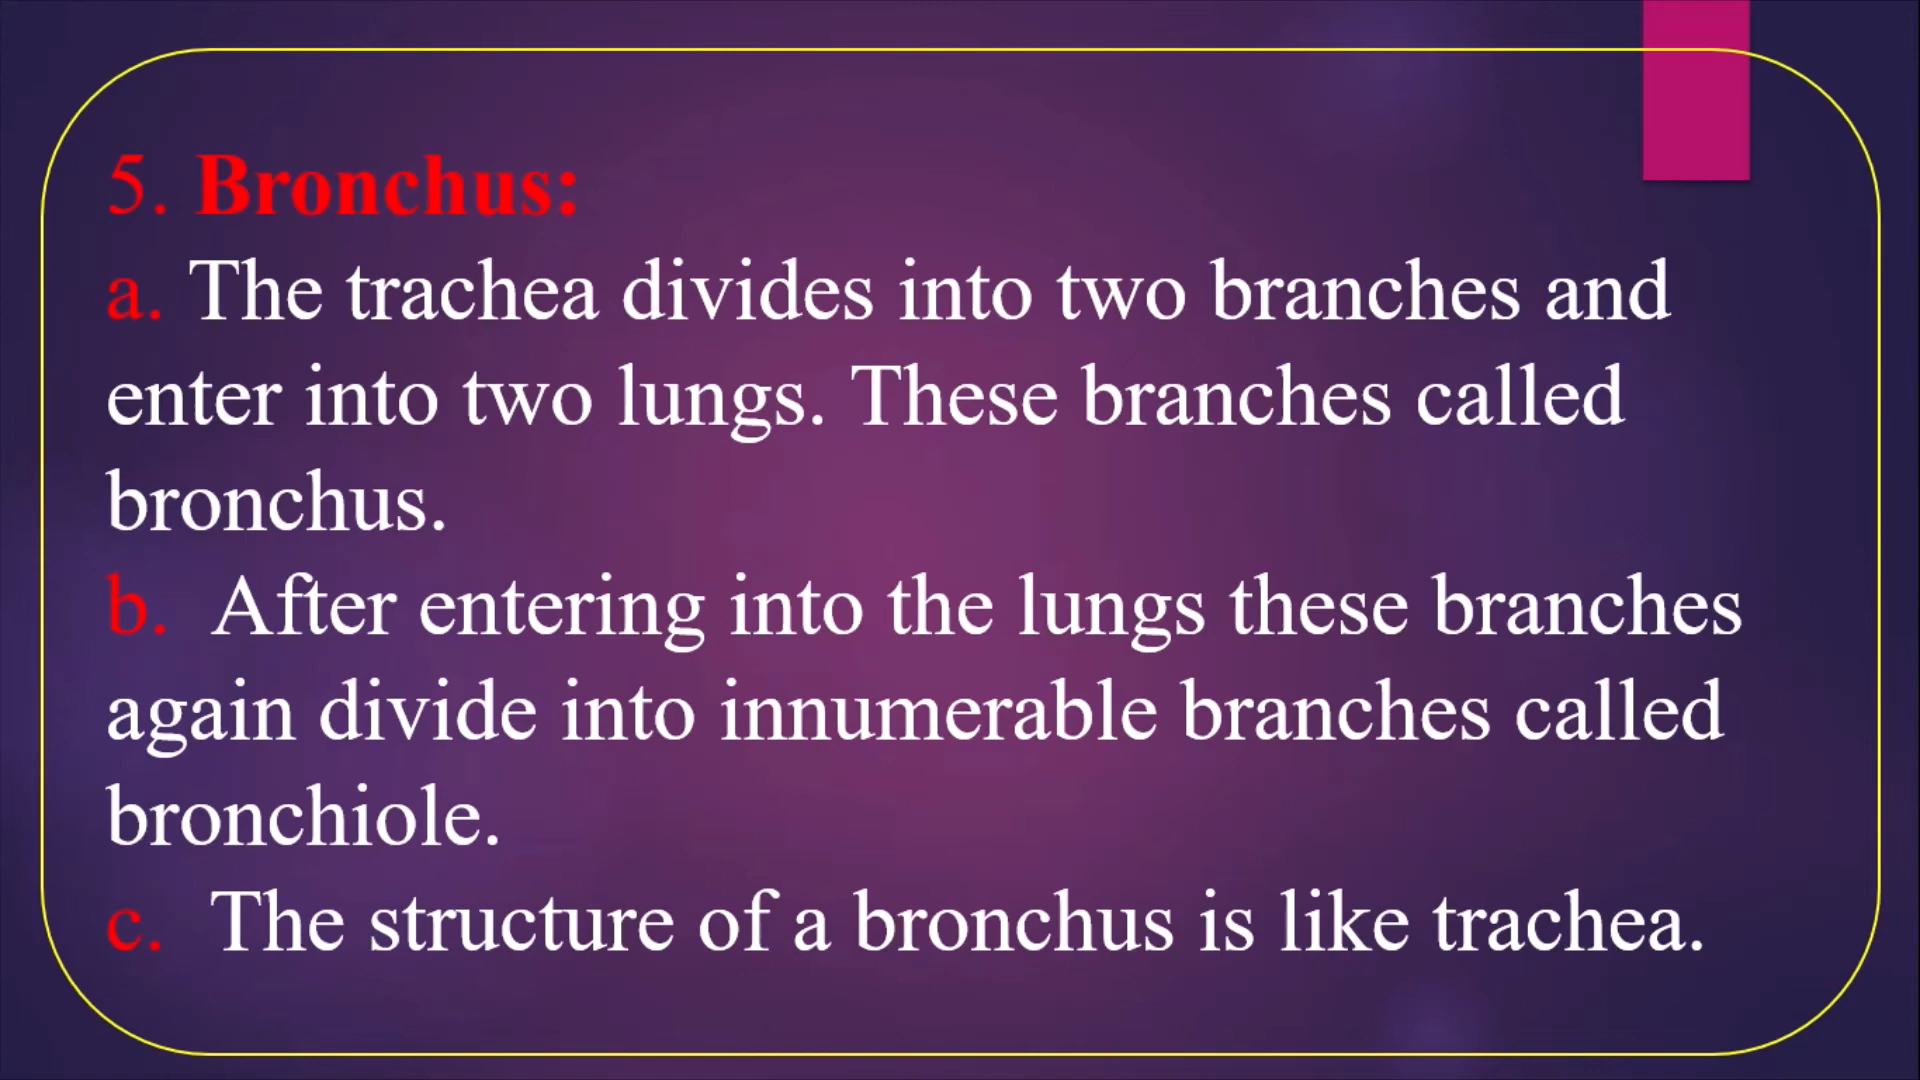 5. Bronchus:
a. The trachea divides into two branches and
enter into two lungs. These branches called
bronchus.
b. After entering into the lungs these branches
again divide into innumerable branches called
bronchiole.
c. The structure of a bronchus is like trachea.